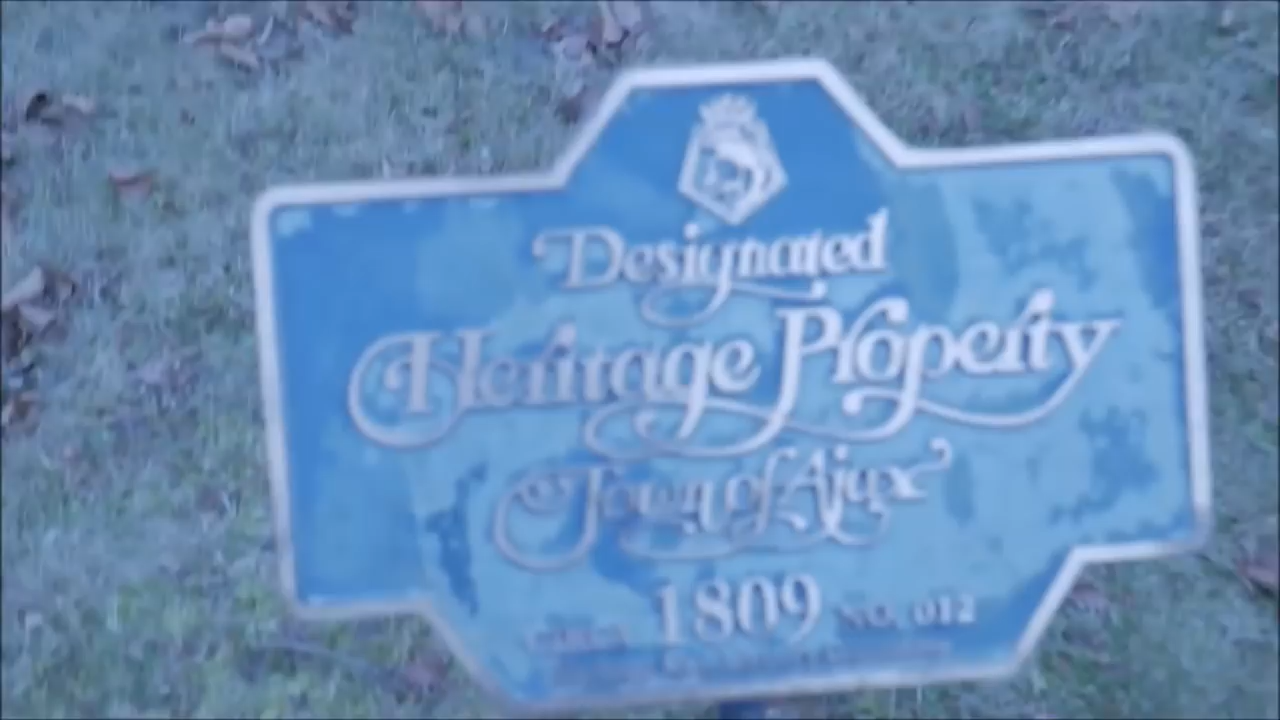 Designated
Heritage Property
Town of Ajax
1809 NO. 012